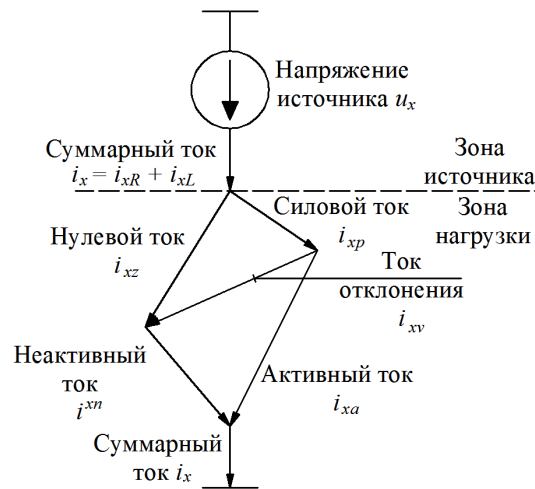 Напряжение
источника u_x
Суммарный ток
i_x = i_xR + i_xL
Зона
источника
Зона
нагрузки
Силовой ток
i_xp
Нулевой ток
i_xz
Ток
отклонения
i_xv
Неактивный
ток
i^xn
Активный ток
i_xa
Суммарный
ток i_x